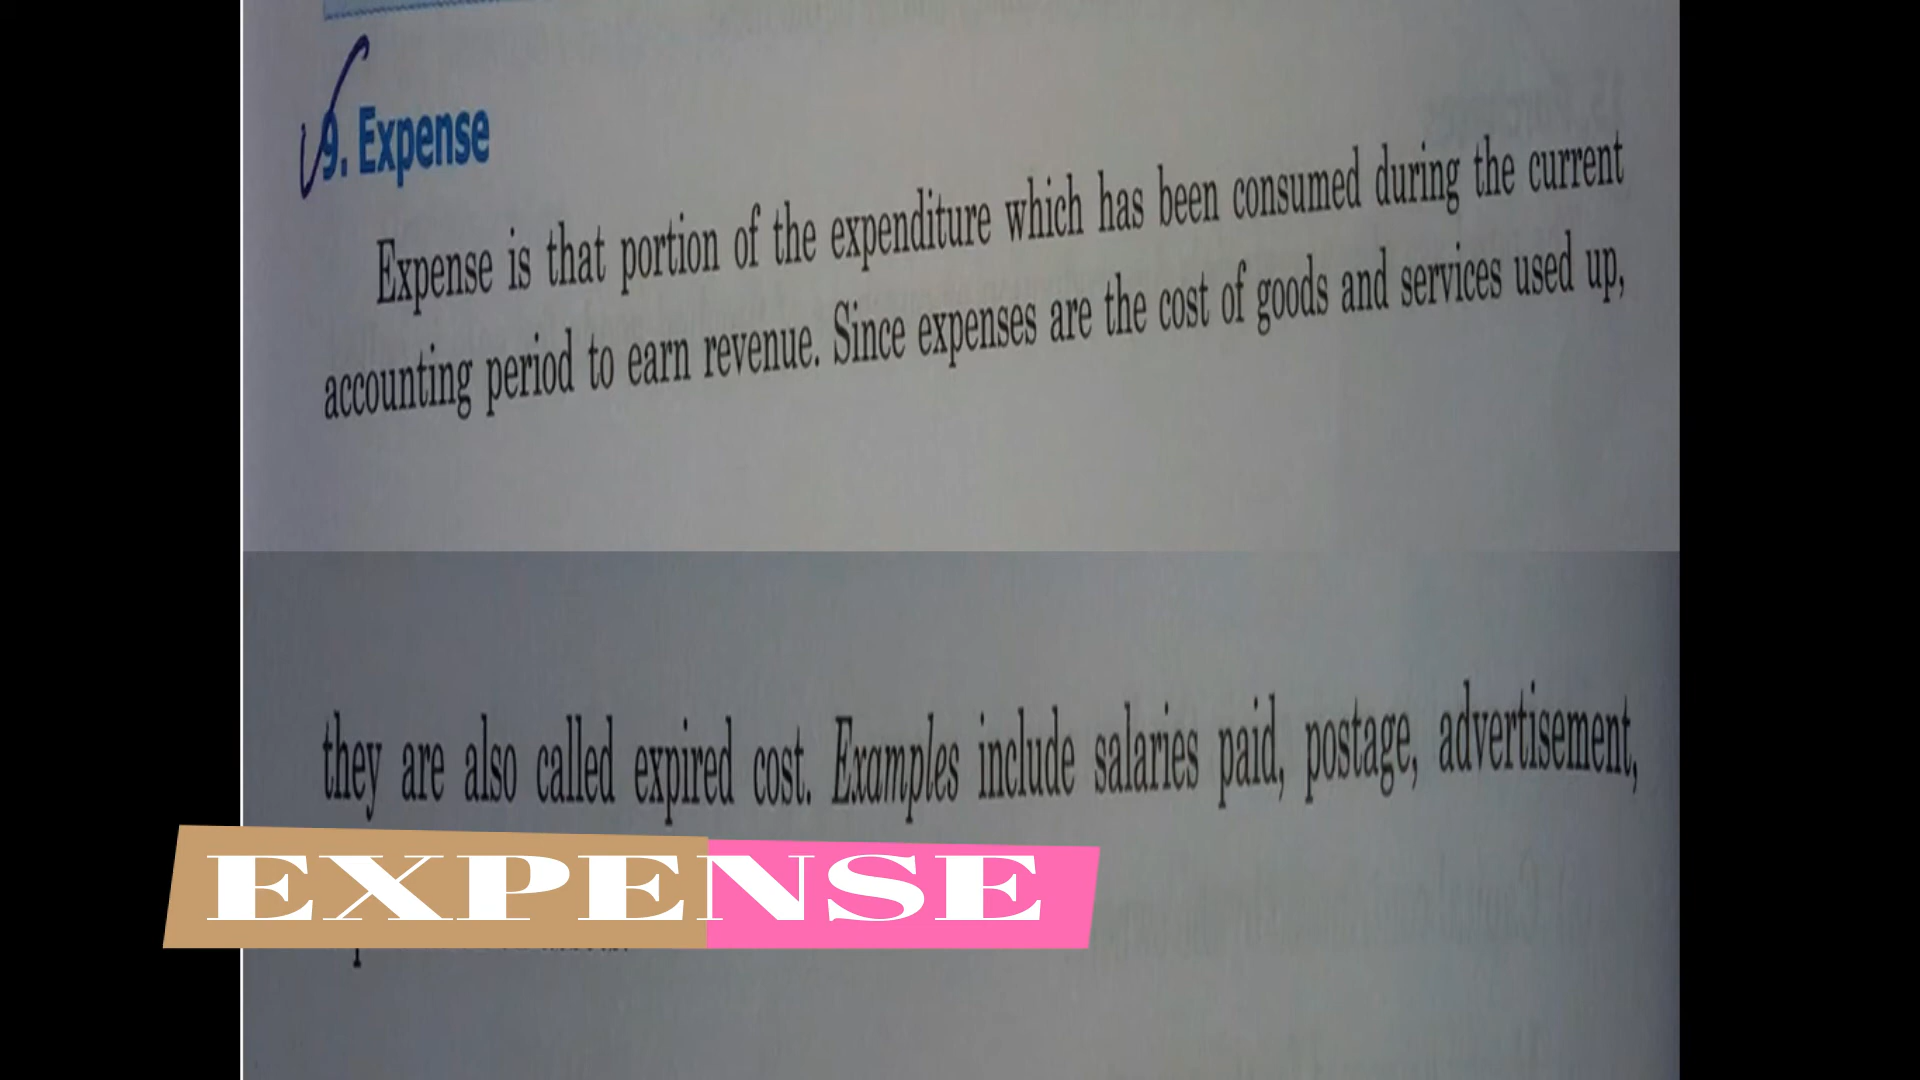 9. Expense
Expense is that portion of the expenditure which has been consumed during the current
accounting period to earn revenue. Since expenses are the cost of goods and services used up,
they are also called expired cost. Examples include salaries paid, postage, advertisement,
EXPENSE